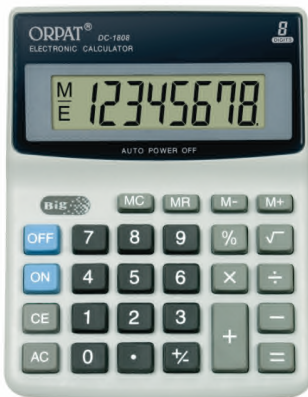 ORPAT® DC-1808 8
ELECTRONIC CALCULATOR DIGITS
M
E 12345678.
AUTO POWER OFF
Big MC MR M- M+
OFF 7 8 9 % √
ON 4 5 6 × ÷
CE 1 2 3 + −
AC 0 • +/- =